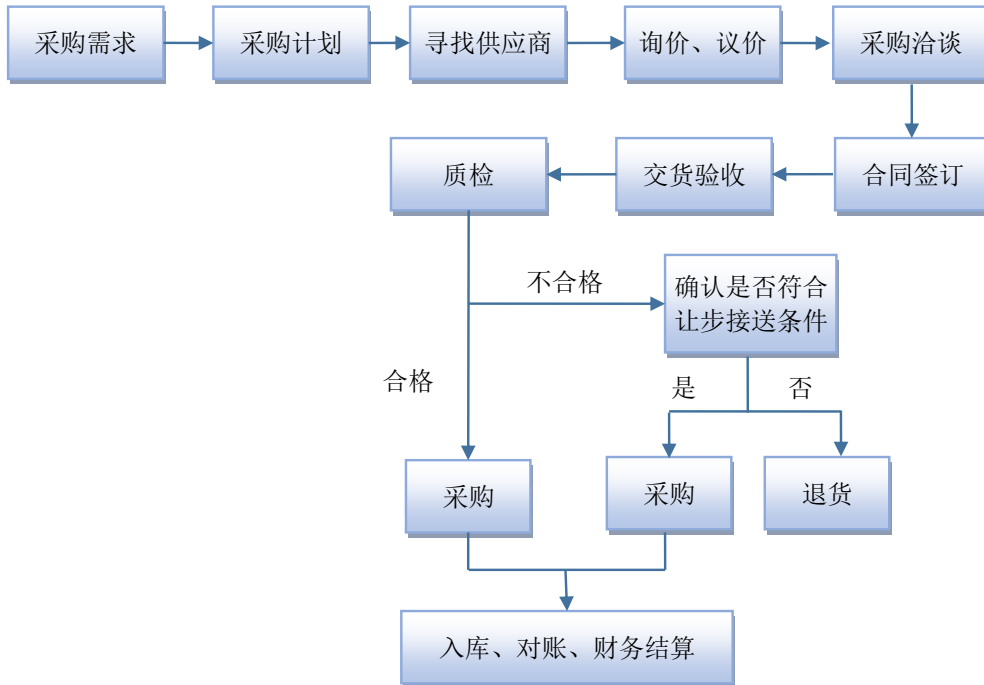 采购需求
采购计划
寻找供应商
询价、议价
采购洽谈
质检
交货验收
合同签订
不合格
确认是否符合
让步接送条件
合格
是
否
采购
采购
退货
入库、对账、财务结算